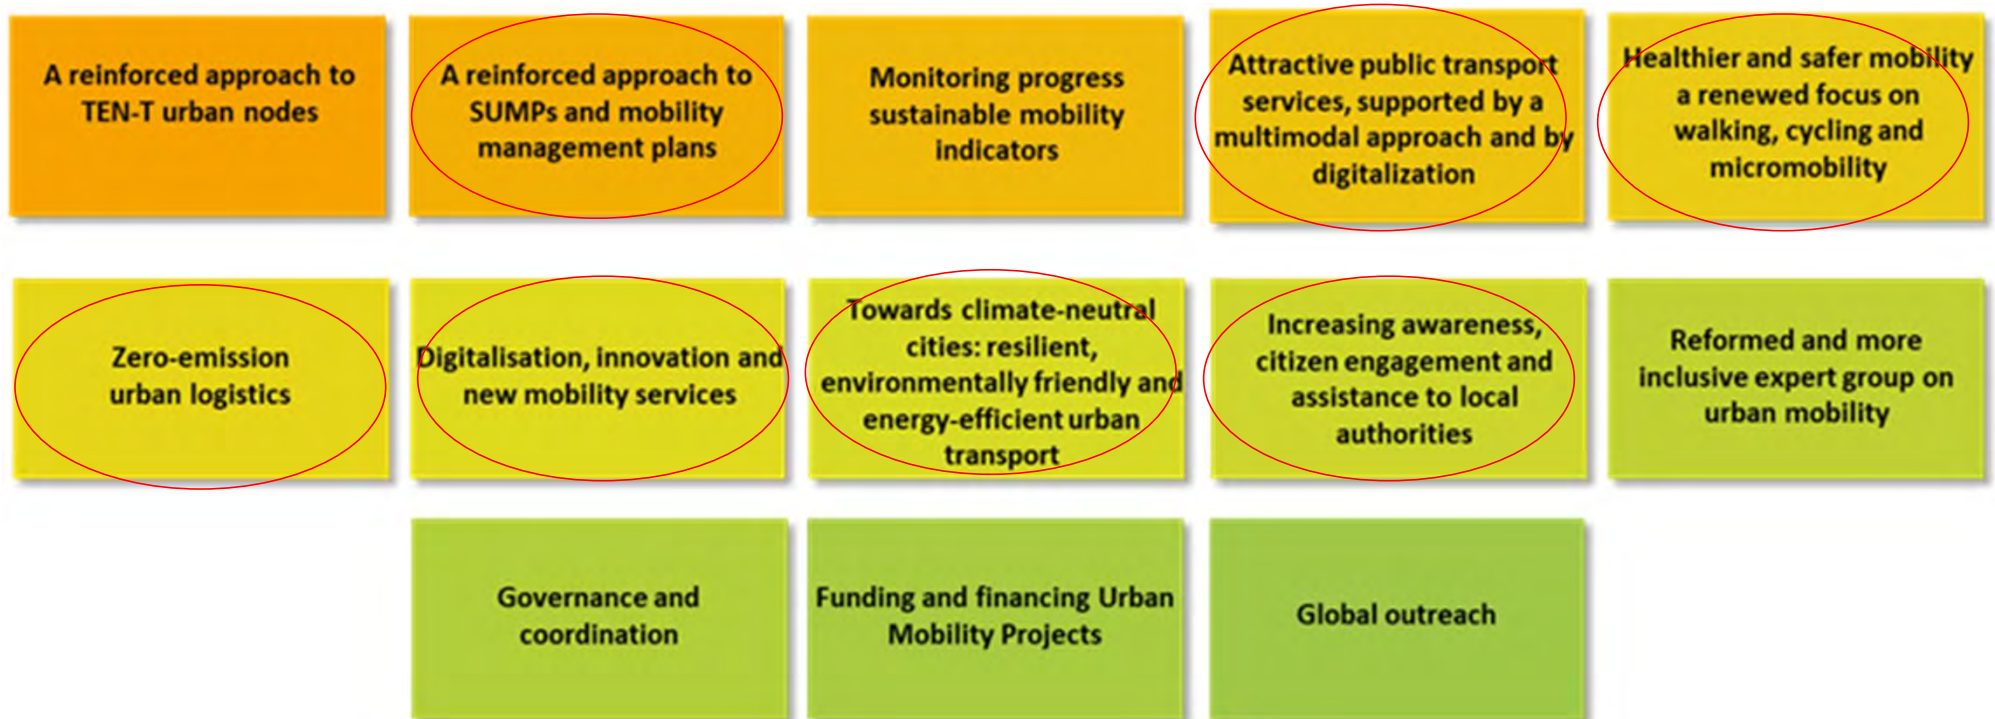 A reinforced approach to
TEN-T urban nodes
A reinforced approach to
SUMPs and mobility
management plans
Monitoring progress
sustainable mobility
indicators
Attractive public transport
services, supported by a
multimodal approach and by
digitalization
Healthier and safer mobility
a renewed focus on
walking, cycling and
micromobility
Zero-emission
urban logistics
Digitalisation, innovation and
new mobility services
Towards climate-neutral
cities: resilient,
environmentally friendly and
energy-efficient urban
transport
Increasing awareness,
citizen engagement and
assistance to local
authorities
Reformed and more
inclusive expert group on
urban mobility
Governance and
coordination
Funding and financing Urban
Mobility Projects
Global outreach